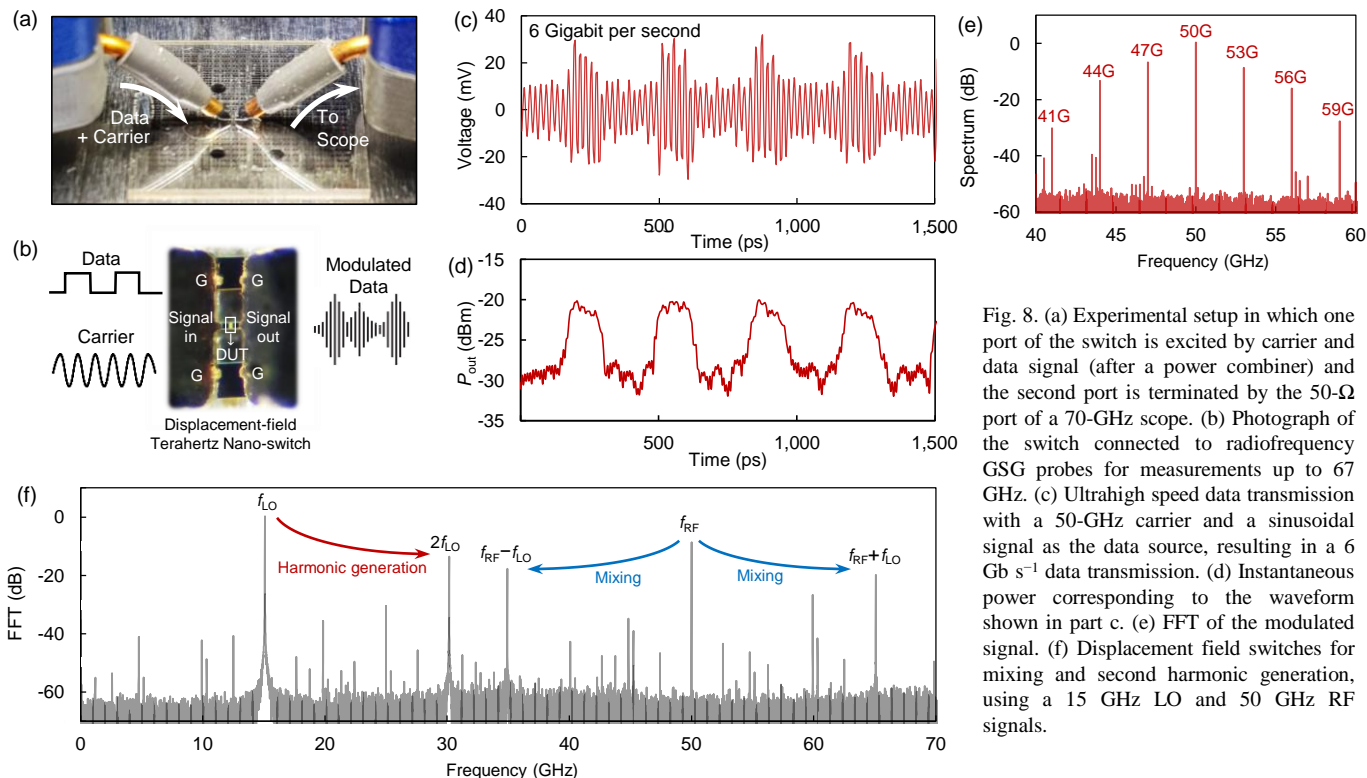 (a)
Data
+ Carrier
To
Scope
(b)
Data
Carrier
G
G
Signal
in
Signal
out
DUT
G
G
Modulated
Data
Displacement-field
Terahertz Nano-switch
(c)
6 Gigabit per second
Voltage (mV)
40
20
0
-20
-40
0
500
1,000
1,500
Time (ps)
(d)
Pout (dBm)
-15
-20
-25
-30
-35
500
1,000
1,500
Time (ps)
(e)
Spectrum (dB)
0
-20
-40
-60
41G
44G
47G
50G
53G
56G
59G
40
45
50
55
60
Frequency (GHz)
Fig. 8. (a) Experimental setup in which one
port of the switch is excited by carrier and
data signal (after a power combiner) and
the second port is terminated by the 50-Ω
port of a 70-GHz scope. (b) Photograph of
the switch connected to radiofrequency
GSG probes for measurements up to 67
GHz. (c) Ultrahigh speed data transmission
with a 50-GHz carrier and a sinusoidal
signal as the data source, resulting in a 6
Gb s⁻¹ data transmission. (d) Instantaneous
power corresponding to the waveform
shown in part c. (e) FFT of the modulated
signal. (f) Displacement field switches for
mixing and second harmonic generation,
using a 15 GHz LO and 50 GHz RF
signals.
(f)
FFT (dB)
0
-20
-40
-60
fLO
Harmonic generation
2fLO
fRF−fLO
Mixing
fRF
Mixing
fRF+fLO
0
10
20
30
40
50
60
70
Frequency (GHz)